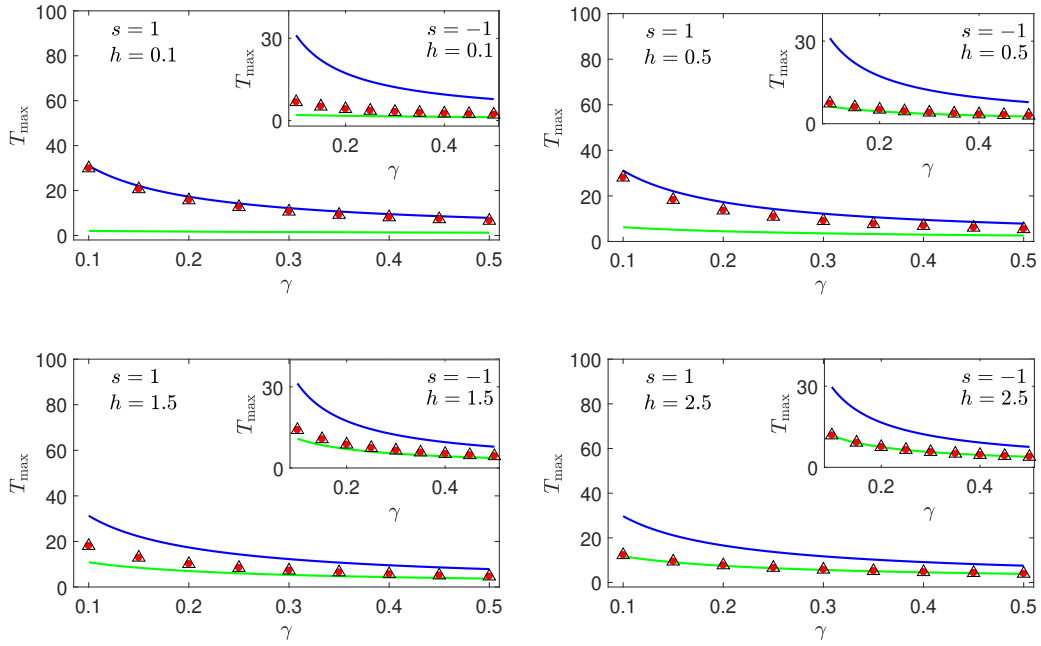 100
80
60
40
20
0
T_max
0.1
0.2
0.3
0.4
0.5
γ
s = 1
h = 0.1
30
0
T_max
0.2
0.4
γ
s = −1
h = 0.1
100
80
60
40
20
0
T_max
0.1
0.2
0.3
0.4
0.5
γ
s = 1
h = 0.5
30
0
T_max
0.2
0.4
γ
s = −1
h = 0.5
100
80
60
40
20
0
T_max
0.1
0.2
0.3
0.4
0.5
γ
s = 1
h = 1.5
30
0
T_max
0.2
0.4
γ
s = −1
h = 1.5
100
80
60
40
20
0
T_max
0.1
0.2
0.3
0.4
0.5
γ
s = 1
h = 2.5
30
0
T_max
0.2
0.4
γ
s = −1
h = 2.5